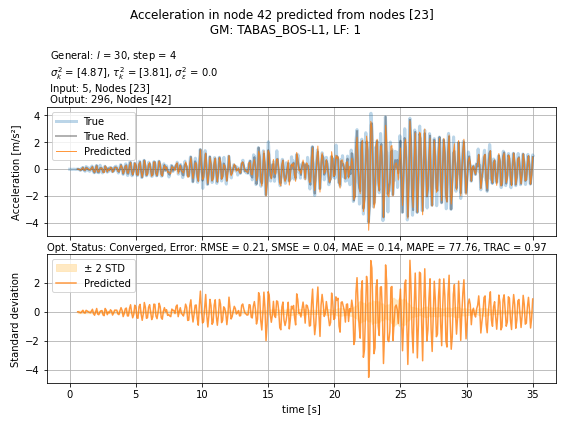 Acceleration in node 42 predicted from nodes [23]
GM: TABAS_BOS-L1, LF: 1
General: l = 30, step = 4
σ²ₖ = [4.87], τ²ₖ = [3.81], σ²ε = 0.0
Input: 5, Nodes [23]
Output: 296, Nodes [42]
4
2
0
−2
−4
Acceleration [m/s²]
True
True Red.
Predicted
Opt. Status: Converged, Error: RMSE = 0.21, SMSE = 0.04, MAE = 0.14, MAPE = 77.76, TRAC = 0.97
4
2
0
−2
−4
Standard deviation
± 2 STD
Predicted
0 5 10 15 20 25 30 35
time [s]